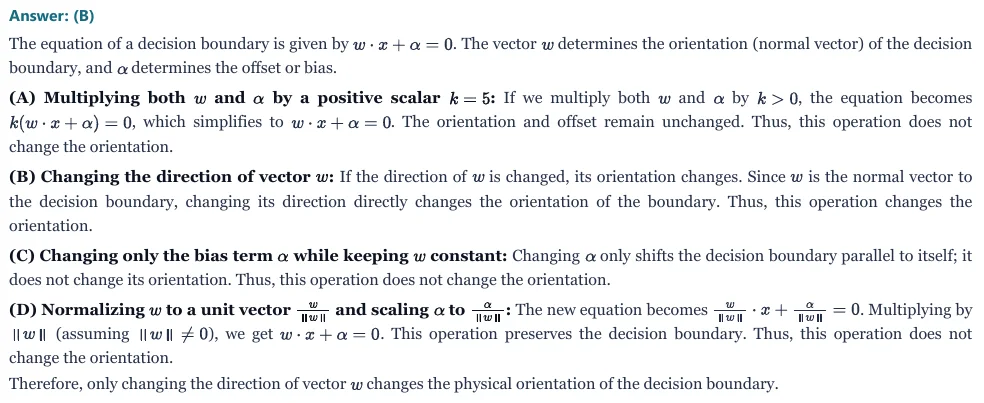 Answer: (B)
The equation of a decision boundary is given by w · x + α = 0. The vector w determines the orientation (normal vector) of the decision
boundary, and α determines the offset or bias.
(A) Multiplying both w and α by a positive scalar k = 5: If we multiply both w and α by k > 0, the equation becomes
k(w · x + α) = 0, which simplifies to w · x + α = 0. The orientation and offset remain unchanged. Thus, this operation does not
change the orientation.
(B) Changing the direction of vector w: If the direction of w is changed, its orientation changes. Since w is the normal vector to
the decision boundary, changing its direction directly changes the orientation of the boundary. Thus, this operation changes the
orientation.
(C) Changing only the bias term α while keeping w constant: Changing α only shifts the decision boundary parallel to itself; it
does not change its orientation. Thus, this operation does not change the orientation.
(D) Normalizing w to a unit vector w/‖w‖ and scaling α to α/‖w‖: The new equation becomes w/‖w‖ · x + α/‖w‖ = 0. Multiplying by
‖w‖ (assuming ‖w‖ ≠ 0), we get w · x + α = 0. This operation preserves the decision boundary. Thus, this operation does not
change the orientation.
Therefore, only changing the direction of vector w changes the physical orientation of the decision boundary.